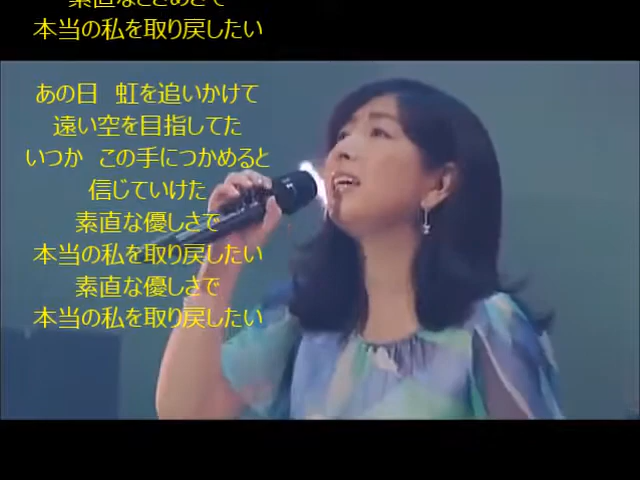 本当の私を取り戻したい
あの日　虹を追いかけて
遠い空を目指してた
いつか　この手につかめると
信じていけた
素直な優しさで
本当の私を取り戻したい
素直な優しさで
本当の私を取り戻したい